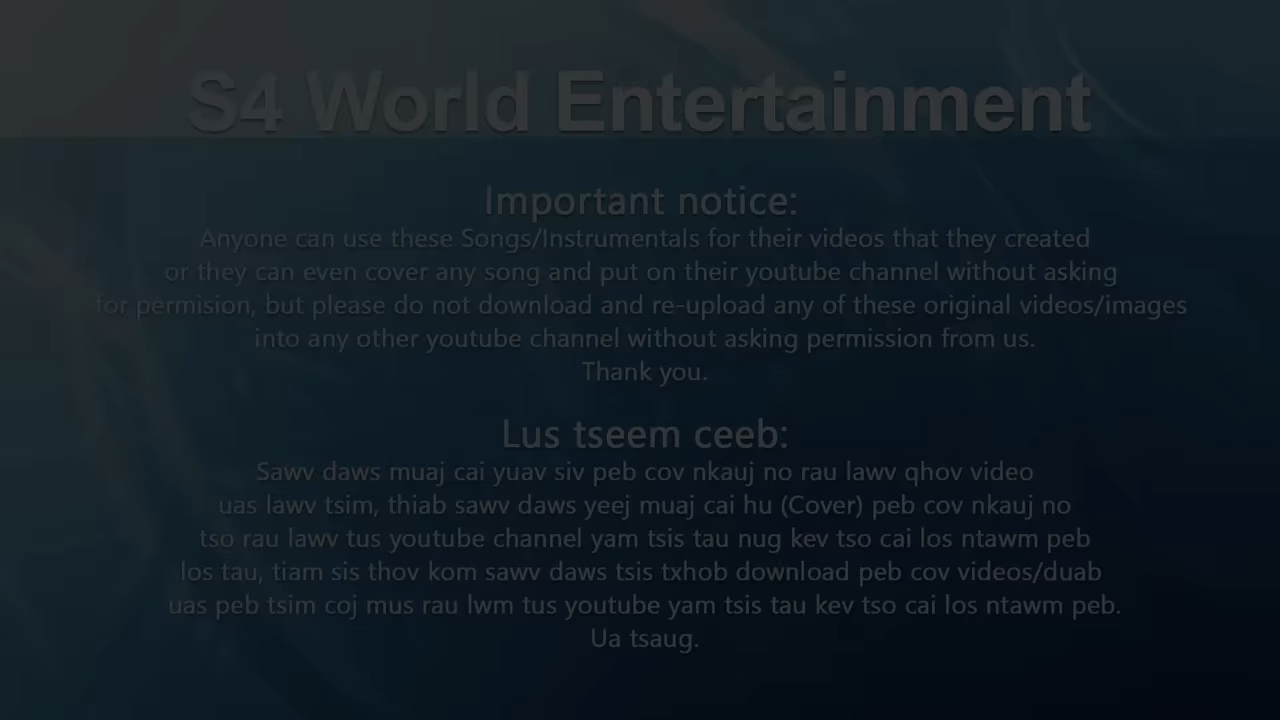 S4 World Entertainment
Important notice:
Anyone can use these Songs/Instrumentals for their videos that they created
or they can even cover any song and put on their youtube channel without asking
for permision, but please do not download and re-upload any of these original videos/images
into any other youtube channel without asking permission from us.
Thank you.
Lus tseem ceeb:
Sawv daws muaj cai yuav siv peb cov nkauj no rau lawv qhov video
uas lawv tsim, thiab sawv daws yeej muaj cai hu (Cover) peb cov nkauj no
tso rau lawv tus youtube channel yam tsis tau nug kev tso cai los ntawm peb
los tau, tiam sis thov kom sawv daws tsis txhob download peb cov videos/duab
uas peb tsim coj mus rau lwm tus youtube yam tsis tau kev tso cai los ntawm peb.
Ua tsaug.